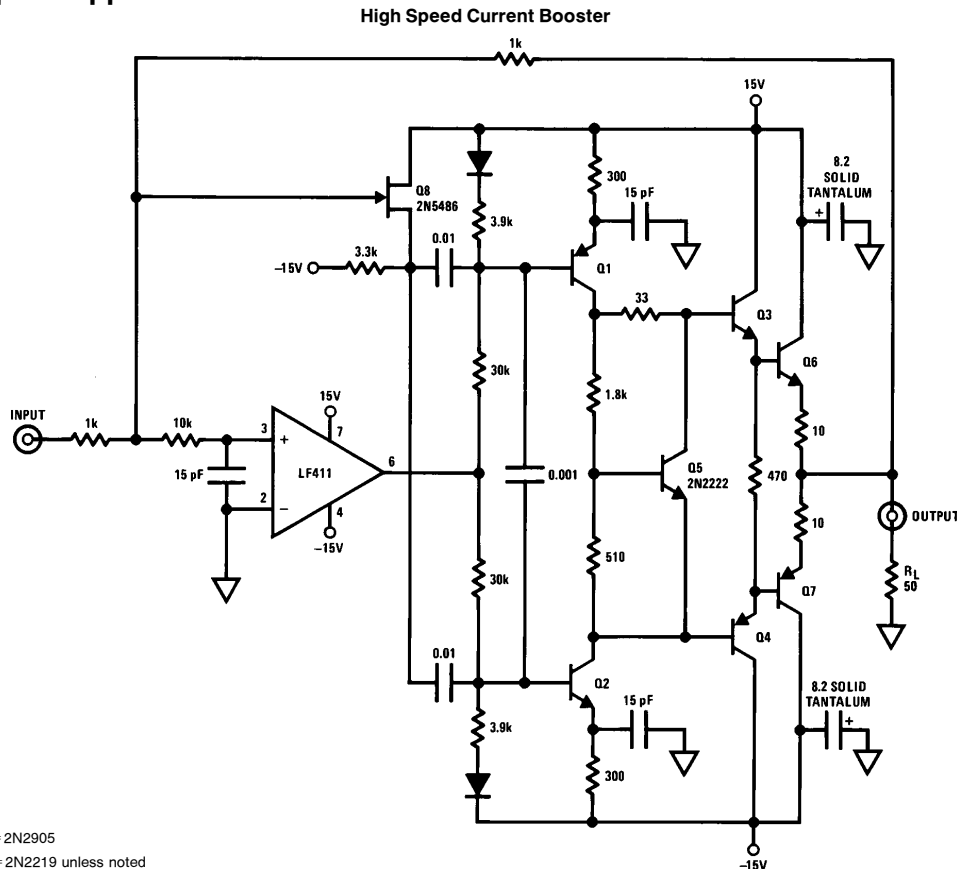 High Speed Current Booster
1k
15V
8.2
SOLID
TANTALUM
+
300
15 pF
Q8
2N5486
3.9k
0.01
3.3k
−15V
Q1
33
Q3
Q6
30k
1.8k
10
INPUT
1k
10k
15V
3
+
7
6
LF411
15 pF
2
−
4
−15V
0.001
Q5
2N2222
470
OUTPUT
10
30k
510
RL
50
Q7
Q4
0.01
Q2
15 pF
8.2 SOLID
TANTALUM
+
3.9k
300
−15V
2N2905
2N2219 unless noted